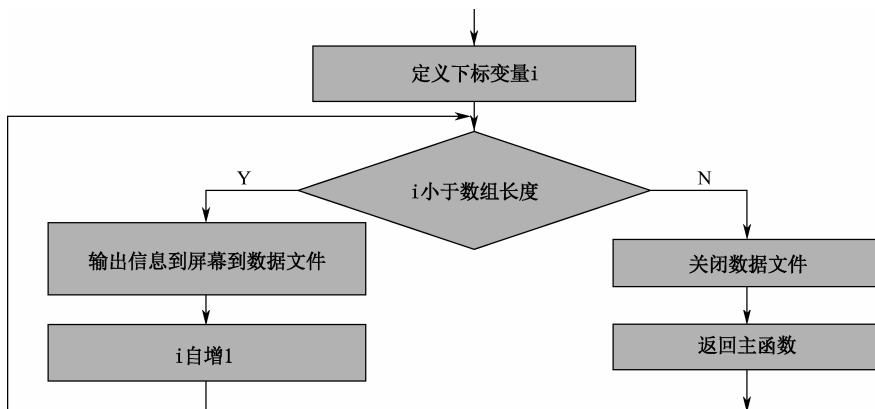 定义下标变量i
i小于数组长度
Y
N
输出信息到屏幕到数据文件
关闭数据文件
i自增1
返回主函数